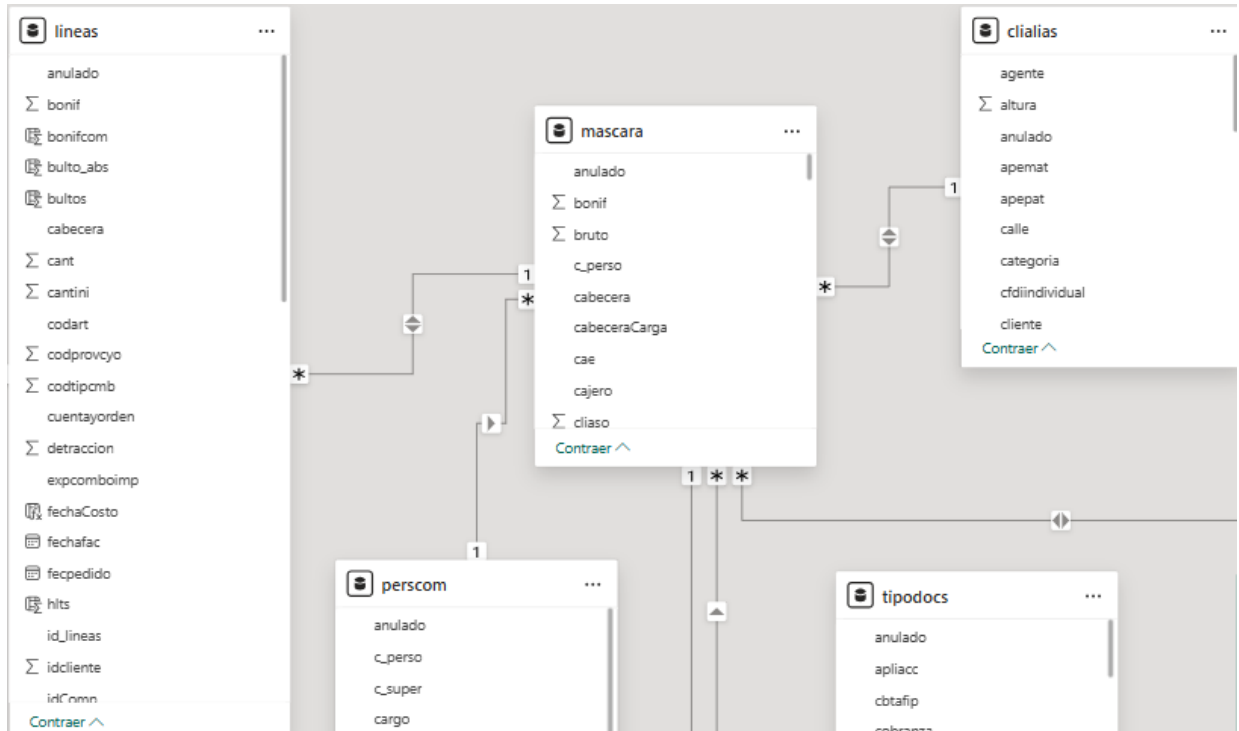 lineas
...
anulado
Σ bonif
bonifcom
bulto_abs
bultos
cabecera
Σ cant
Σ cantini
codart
Σ codprovcyo
Σ codtipcmb
cuentayorden
Σ detraccion
expcomboimp
fechaCosto
fechafac
fecpedido
hlts
id_lineas
Σ idcliente
idComp
Contraer
mascara
...
anulado
Σ bonif
Σ bruto
c_perso
cabecera
cabeceraCarga
cae
cajero
Σ cliaso
Contraer
clialias
...
agente
Σ altura
anulado
apemat
apepat
calle
categoria
cfdiindividual
cliente
Contraer
1
*
1
*
1
*
1
*
*
perscom
...
anulado
c_perso
c_super
cargo
tipodocs
...
anulado
apliacc
cbtafip
cobranza